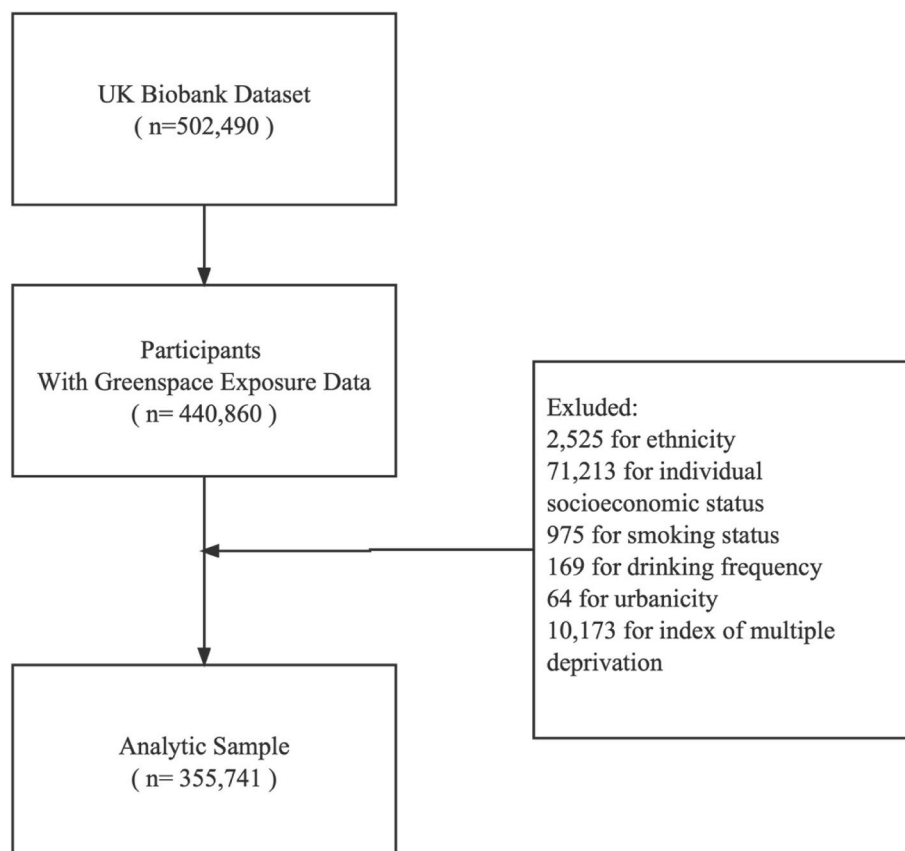 UK Biobank Dataset
( n=502,490 )
Participants
With Greenspace Exposure Data
( n= 440,860 )
Exluded:
2,525 for ethnicity
71,213 for individual
socioeconomic status
975 for smoking status
169 for drinking frequency
64 for urbanicity
10,173 for index of multiple
deprivation
Analytic Sample
( n= 355,741 )